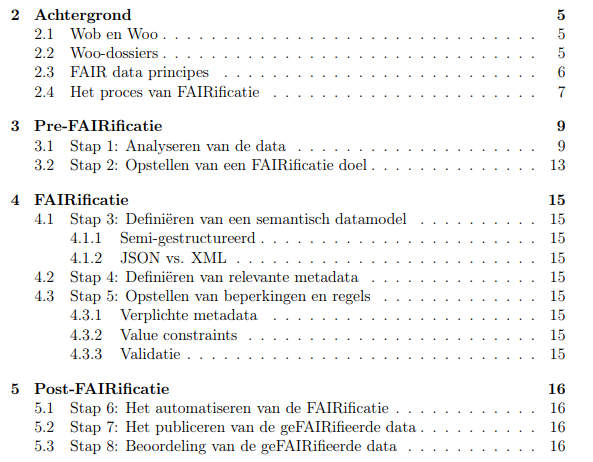 2 Achtergrond 5
2.1 Wob en Woo . . . . . . . . . . . . . . . . . . . . . . . . . . . . . . . 5
2.2 Woo-dossiers . . . . . . . . . . . . . . . . . . . . . . . . . . . . . . . 5
2.3 FAIR data principes . . . . . . . . . . . . . . . . . . . . . . . . . . 6
2.4 Het proces van FAIRificatie . . . . . . . . . . . . . . . . . . . . . . 7
3 Pre-FAIRificatie 9
3.1 Stap 1: Analyseren van de data . . . . . . . . . . . . . . . . . . . . 9
3.2 Stap 2: Opstellen van een FAIRificatie doel . . . . . . . . . . . . . . 13
4 FAIRificatie 15
4.1 Stap 3: Definiëren van een semantisch datamodel . . . . . . . . . . 15
4.1.1 Semi-gestructureerd . . . . . . . . . . . . . . . . . . . . . . . 15
4.1.2 JSON vs. XML . . . . . . . . . . . . . . . . . . . . . . . . . 15
4.2 Stap 4: Definiëren van relevante metadata . . . . . . . . . . . . . . 15
4.3 Stap 5: Opstellen van beperkingen en regels . . . . . . . . . . . . . 15
4.3.1 Verplichte metadata . . . . . . . . . . . . . . . . . . . . . . 15
4.3.2 Value constraints . . . . . . . . . . . . . . . . . . . . . . . . 15
4.3.3 Validatie . . . . . . . . . . . . . . . . . . . . . . . . . . . . . 15
5 Post-FAIRificatie 16
5.1 Stap 6: Het automatiseren van de FAIRificatie . . . . . . . . . . . . 16
5.2 Stap 7: Het publiceren van de geFAIRifieerde data . . . . . . . . . . 16
5.3 Stap 8: Beoordeling van de geFAIRifieerde data . . . . . . . . . . . 16